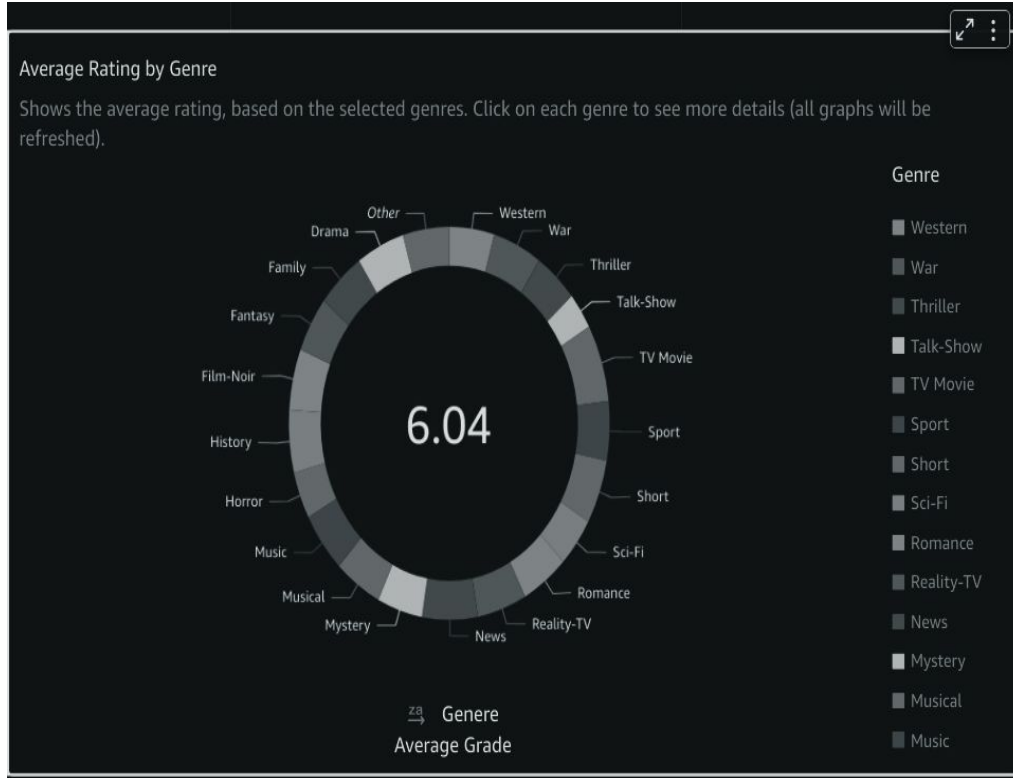 Average Rating by Genre
Shows the average rating, based on the selected genres. Click on each genre to see more details (all graphs will be
refreshed).
Genre
Western
War
Thriller
Talk-Show
TV Movie
Sport
Short
Sci-Fi
Romance
Reality-TV
News
Mystery
Musical
Music
Other
Western
Drama
War
Family
Thriller
Talk-Show
Fantasy
TV Movie
Film-Noir
6.04
Sport
History
Short
Horror
Music
Sci-Fi
Musical
Romance
Mystery
Reality-TV
News
za
Genere
Average Grade